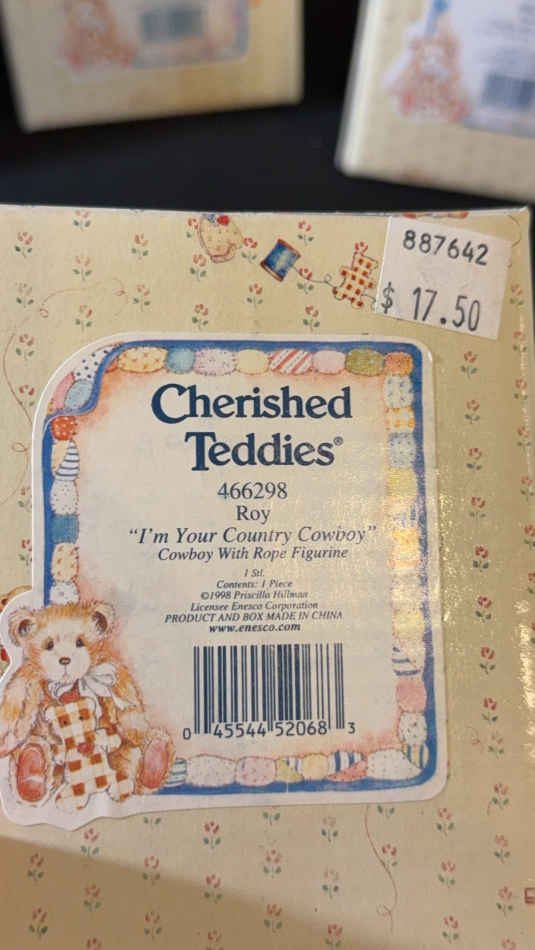 887642
$ 17.50
Cherished
Teddies®
466298
Roy
"I'm Your Country Cowboy"
Cowboy With Rope Figurine
1 Stl.
Contents: 1 Piece
©1998 Priscilla Hillman
Licensee Enesco Corporation
PRODUCT AND BOX MADE IN CHINA
www.enesco.com
0 45544 52068 3